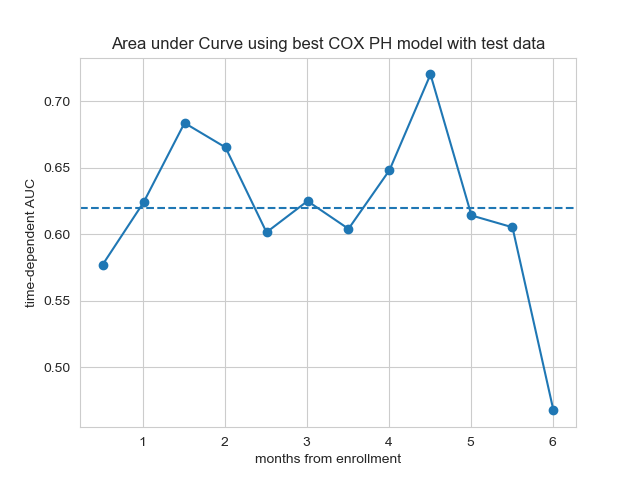 Area under Curve using best COX PH model with test data
time-dependent AUC
0.70
0.65
0.60
0.55
0.50
1 2 3 4 5 6
months from enrollment